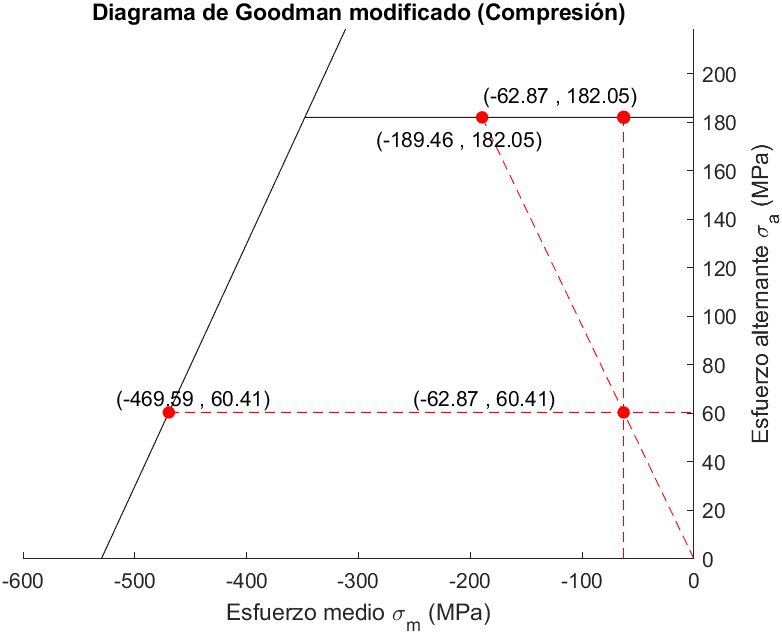 Diagrama de Goodman modificado (Compresión)
(-62.87 , 182.05)
(-189.46 , 182.05)
(-469.59 , 60.41)
(-62.87 , 60.41)
200
180
160
140
120
100
80
60
40
20
0
Esfuerzo alternante σa (MPa)
-600
-500
-400
-300
-200
-100
0
Esfuerzo medio σm (MPa)